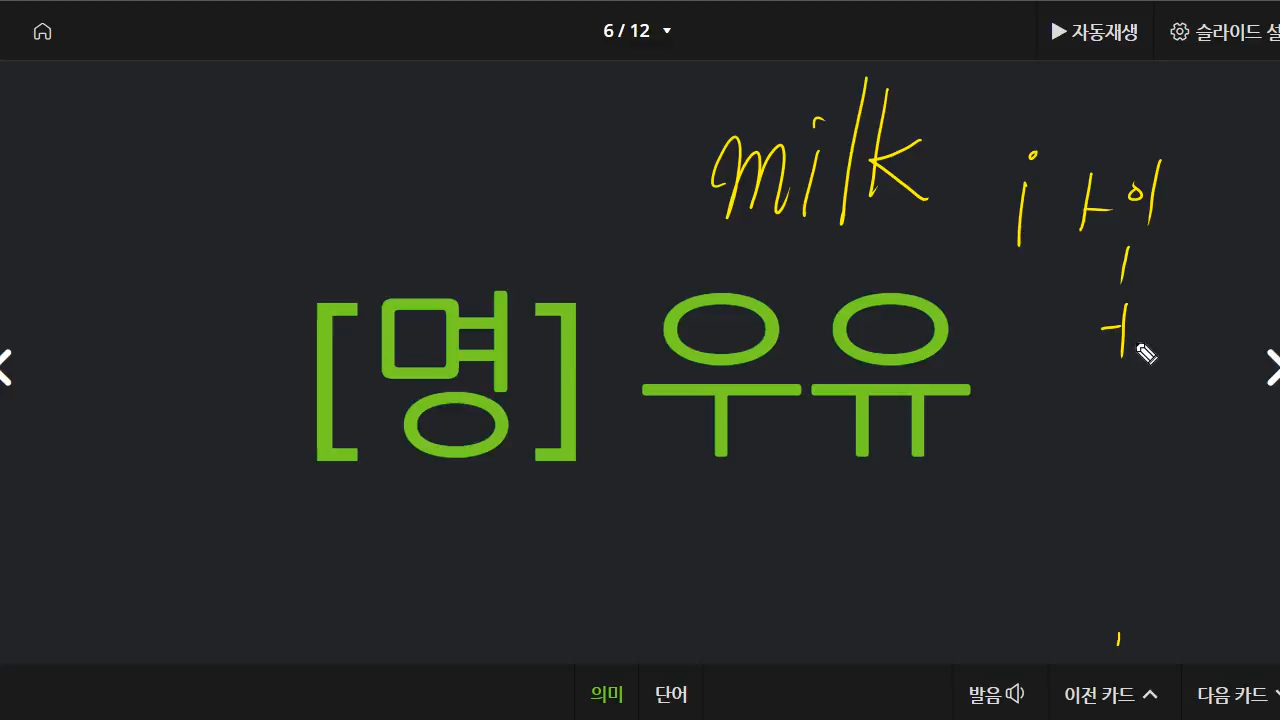 6 / 12
자동재생
슬라이드 설
milk
i ㅏ이
ㅣ
ㅓ
[명] 우유
의미
단어
발음
이전 카드
다음 카드